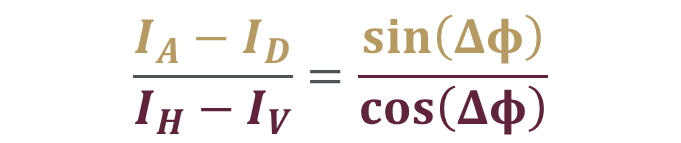 I_A − I_D / I_H − I_V = sin(Δϕ) / cos(Δϕ)